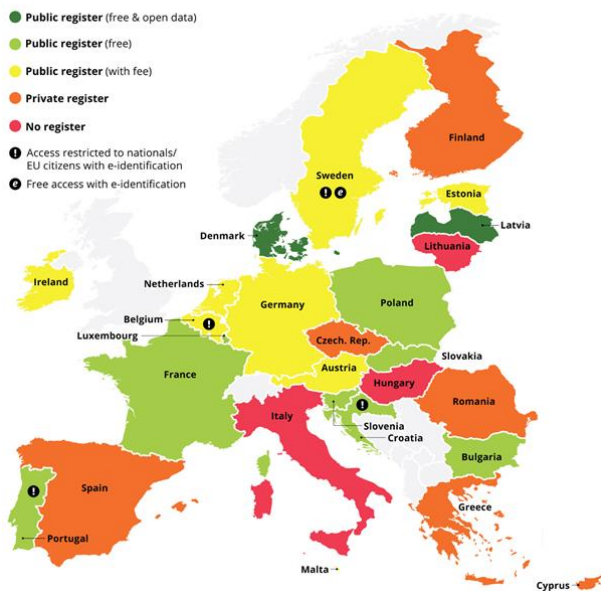 Public register (free & open data)
Public register (free)
Public register (with fee)
Private register
No register
! Access restricted to nationals/
EU citizens with e-identification
e Free access with e-identification
Finland
Sweden
! e
Estonia
Latvia
Denmark
Lithuania
Ireland
Netherlands
Germany
Poland
Belgium
!
Luxembourg
Czech. Rep.
Slovakia
France
Austria
Hungary
Romania
!
Italy
Slovenia
Croatia
Bulgaria
Spain
!
Greece
Portugal
Malta
Cyprus